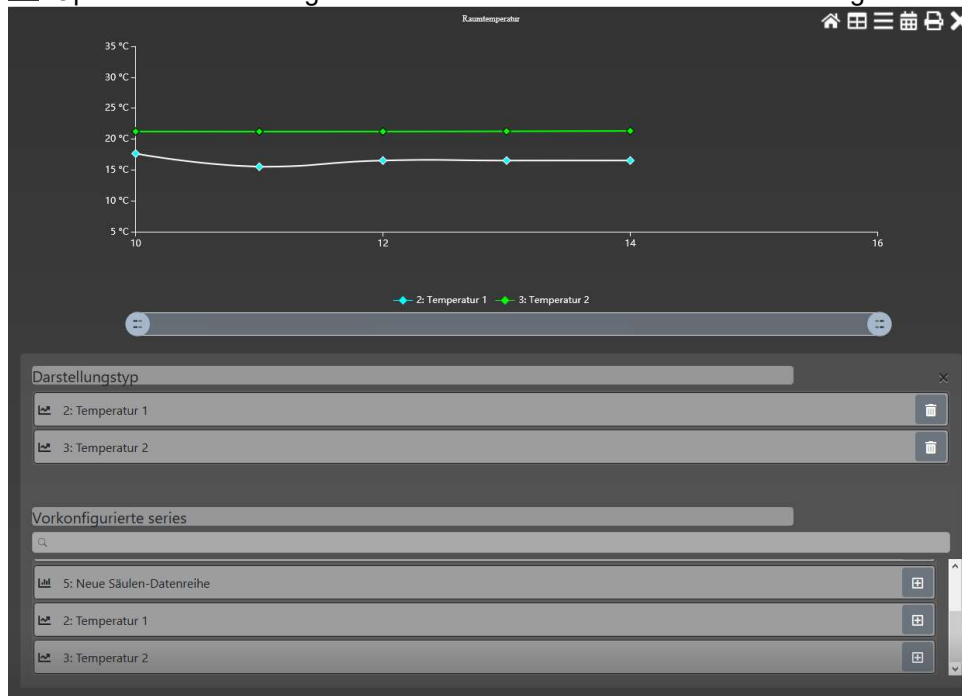 Raumtemperatur
35 °C
30 °C
25 °C
20 °C
15 °C
10 °C
5 °C
10 12 14 16
2: Temperatur 1 3: Temperatur 2
Darstellungstyp
2: Temperatur 1
3: Temperatur 2
Vorkonfigurierte series
5: Neue Säulen-Datenreihe
2: Temperatur 1
3: Temperatur 2